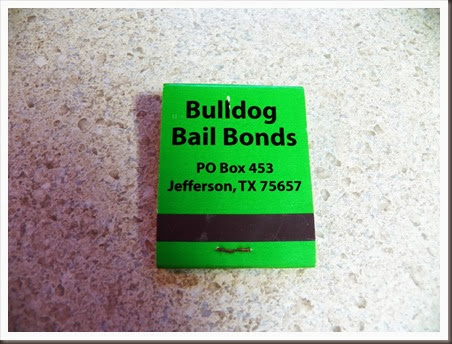 Bulldog
Bail Bonds
PO Box 453
Jefferson, TX 75657